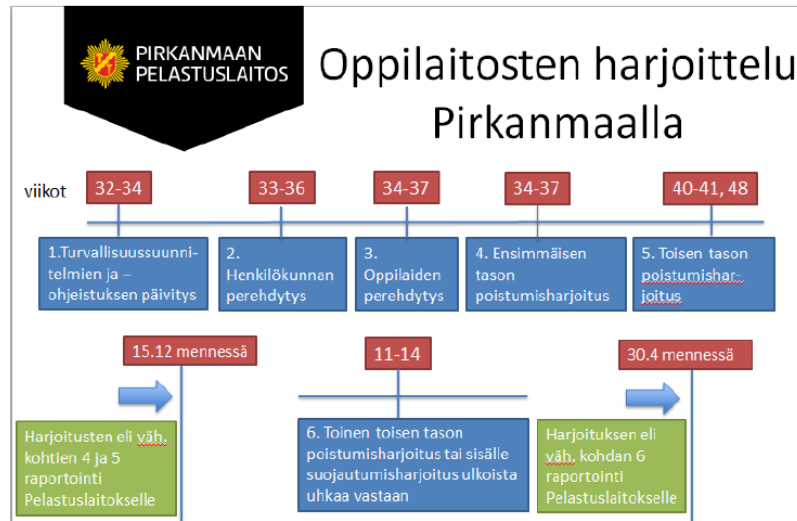 PIRKANMAAN
PELASTUSLAITOS
Oppilaitosten harjoittelu
Pirkanmaalla
viikot
32-34
33-36
34-37
34-37
40-41, 48
1.Turvallisuussuunni-
telmien ja –
ohjeistuksen päivitys
2.
Henkilökunnan
perehdytys
3.
Oppilaiden
perehdytys
4. Ensimmäisen
tason
poistumisharjoitus
5. Toisen tason
poistumishar-
joitus
15.12 mennessä
11-14
30.4 mennessä
Harjoitusten eli väh.
kohtien 4 ja 5
raportointi
Pelastuslaitokselle
6. Toinen toisen tason
poistumisharjoitus tai sisälle
suojautumisharjoitus ulkoista
uhkaa vastaan
Harjoituksen eli
väh. kohdan 6
raportointi
Pelastuslaitokselle